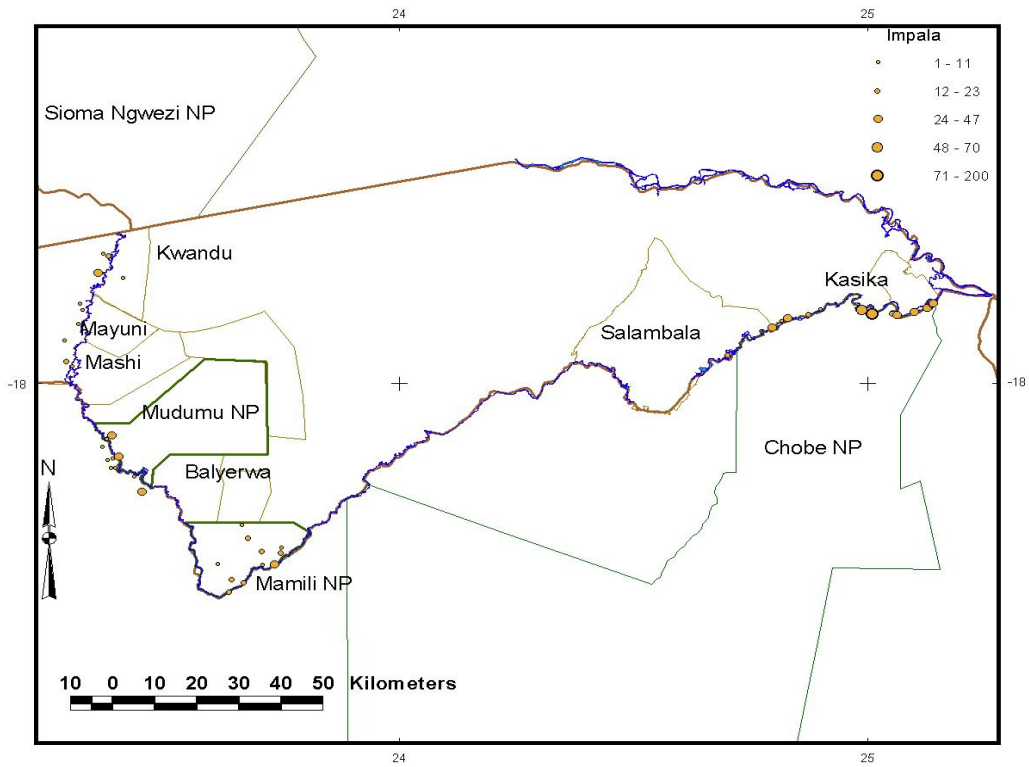 24 25
Impala
1 - 11
12 - 23
24 - 47
48 - 70
71 - 200
Sioma Ngwezi NP
Kwandu
Kasika
Mayuni
Salambala
Mashi
-18 -18
Mudumu NP
Chobe NP
Balyerwa
N
Mamili NP
10 0 10 20 30 40 50 Kilometers
24 25